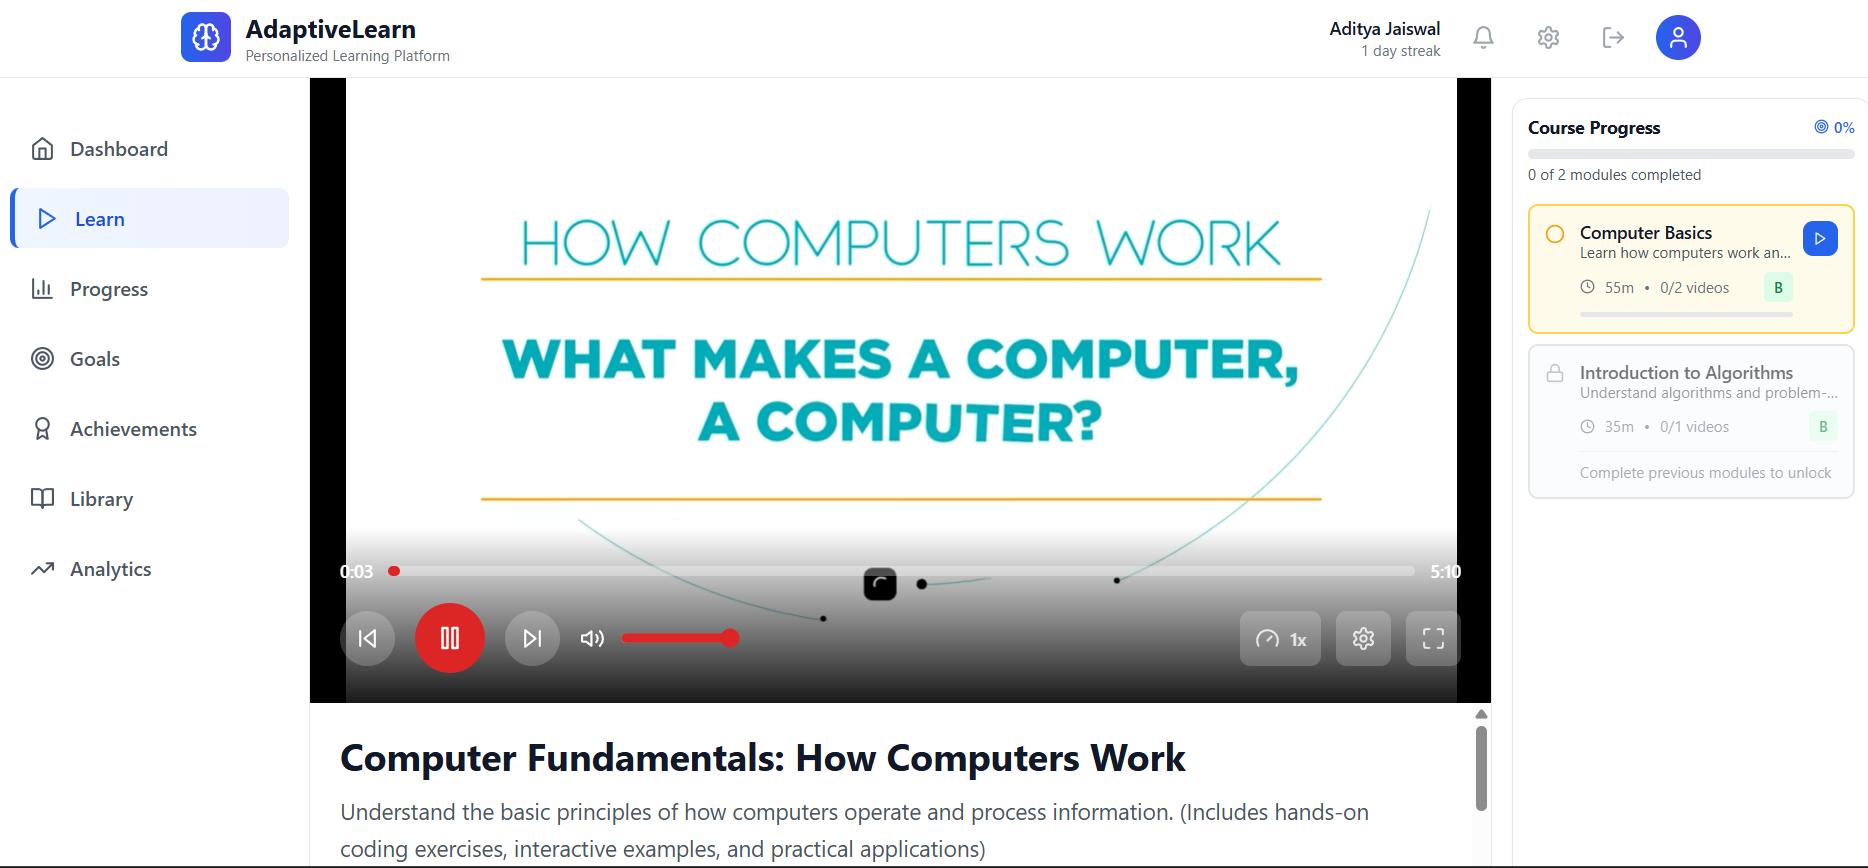 AdaptiveLearn
Personalized Learning Platform
Aditya Jaiswal
1 day streak
Dashboard
Learn
Progress
Goals
Achievements
Library
Analytics
HOW COMPUTERS WORK
WHAT MAKES A COMPUTER,
A COMPUTER?
0:03
5:10
1x
Computer Fundamentals: How Computers Work
Understand the basic principles of how computers operate and process information. (Includes hands-on
coding exercises, interactive examples, and practical applications)
Course Progress
0%
0 of 2 modules completed
Computer Basics
Learn how computers work an...
55m • 0/2 videos
B
Introduction to Algorithms
Understand algorithms and problem-...
35m • 0/1 videos
B
Complete previous modules to unlock